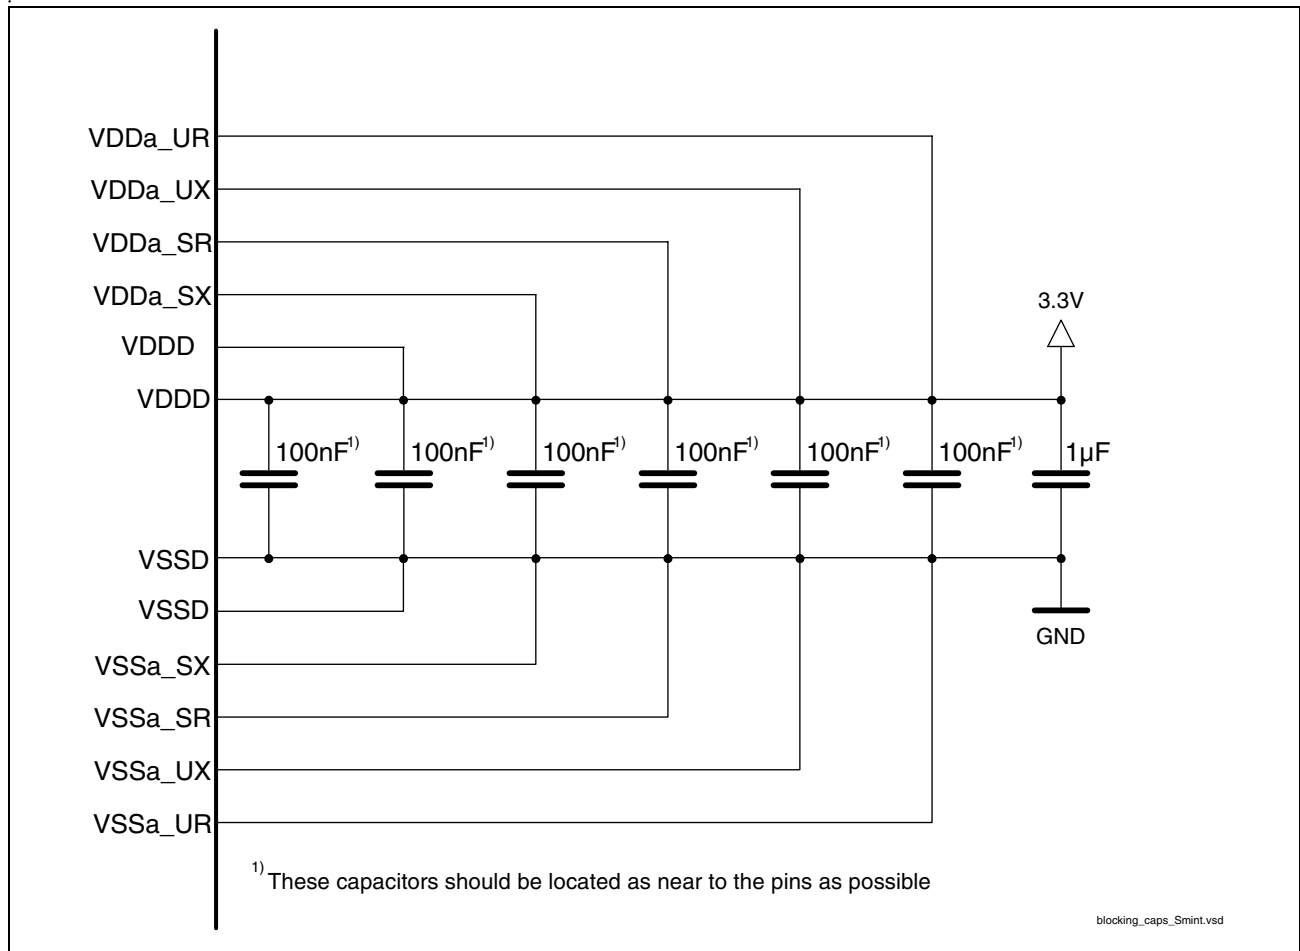 VDDa_UR
VDDa_UX
VDDa_SR
VDDa_SX
3.3V
VDDD
VDDD
100nF1) 100nF1) 100nF1) 100nF1) 100nF1) 100nF1) 1µF
VSSD
VSSD
GND
VSSa_SX
VSSa_SR
VSSa_UX
VSSa_UR
1) These capacitors should be located as near to the pins as possible
blocking_caps_Smint.vsd